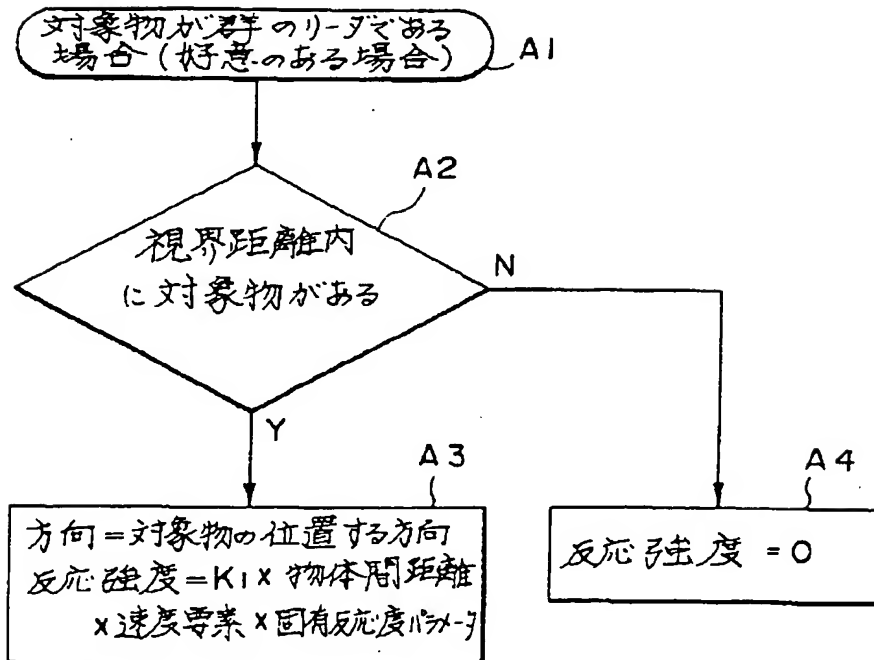 対象物が群のリーダである
場合(好意のある場合)
A1
A2
視界距離内
に対象物がある
N
Y
A3
方向=対象物の位置する方向
反応強度=K1×物体間距離
×速度要素×固有反応度パラメータ
A4
反応強度=0